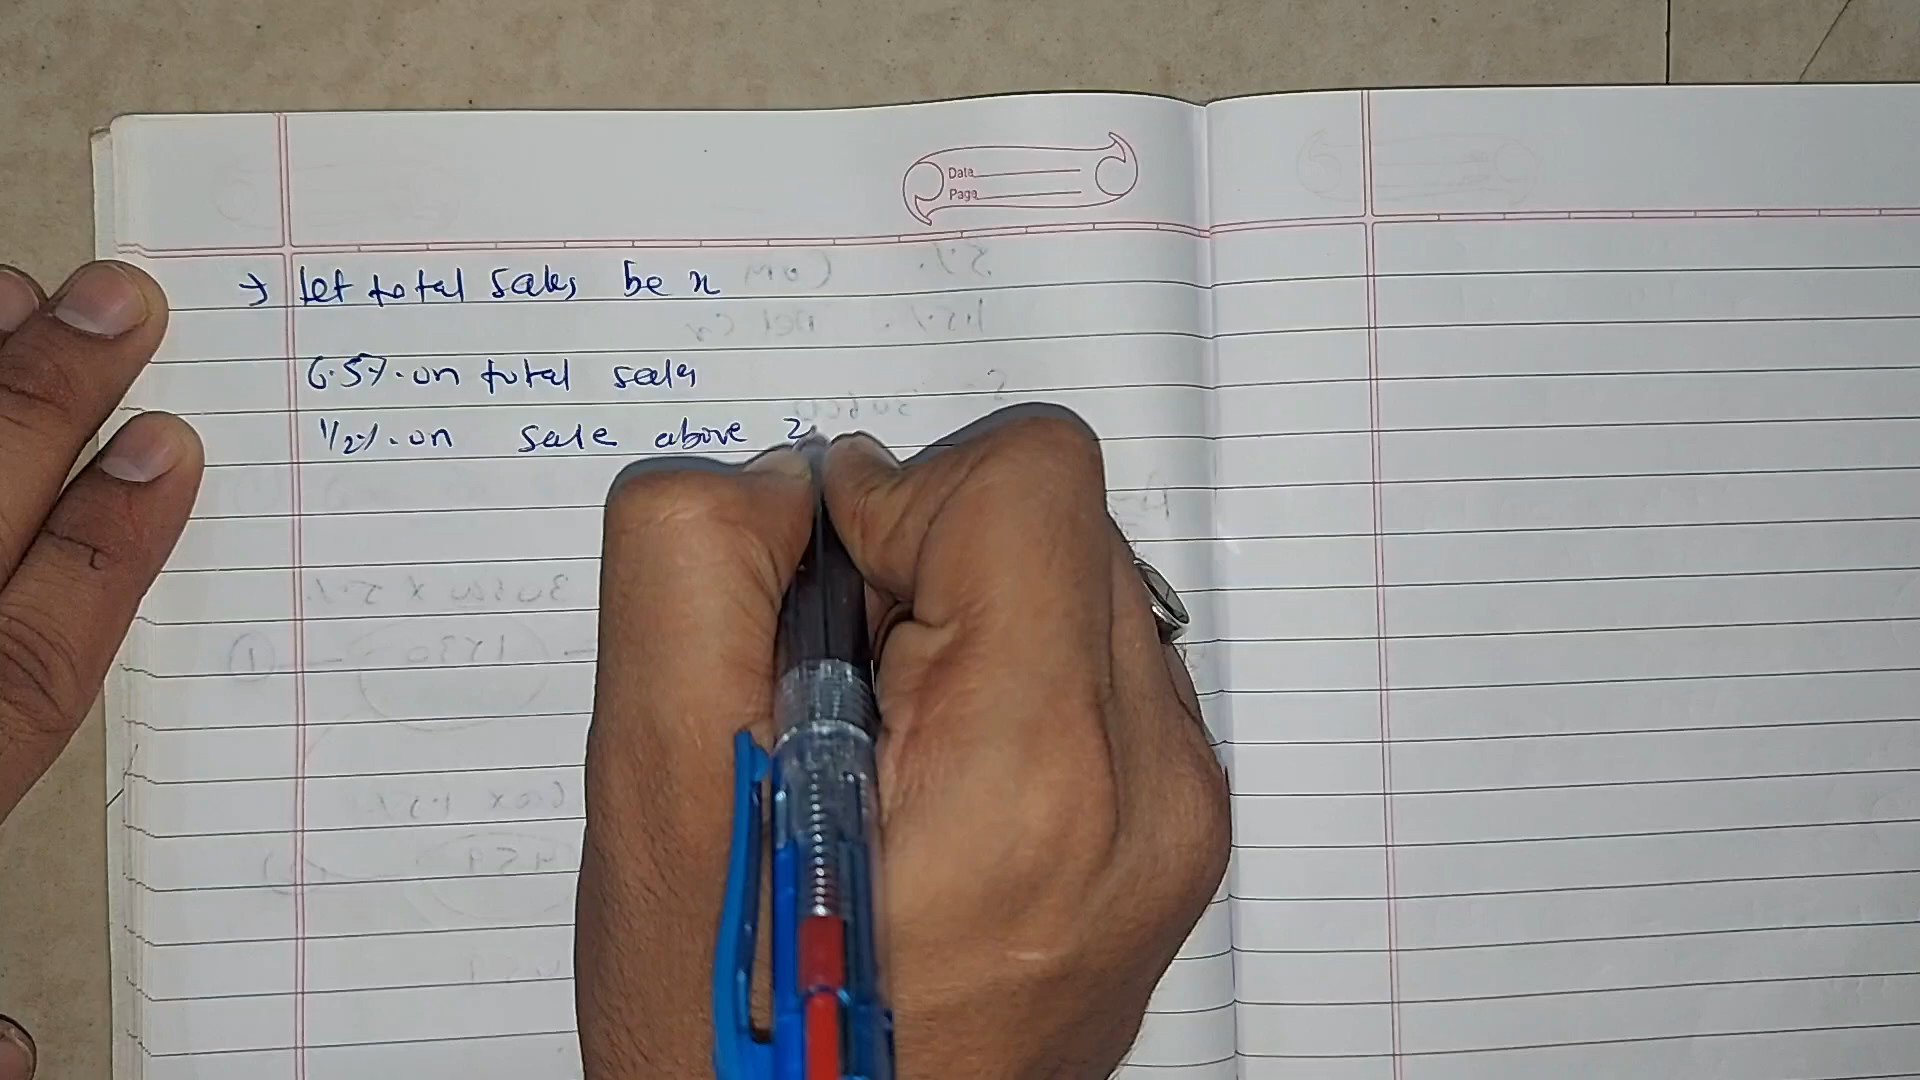 Date
Page
→ let total sales be x
6.5%. on total sales
1/2%. on sale above 2